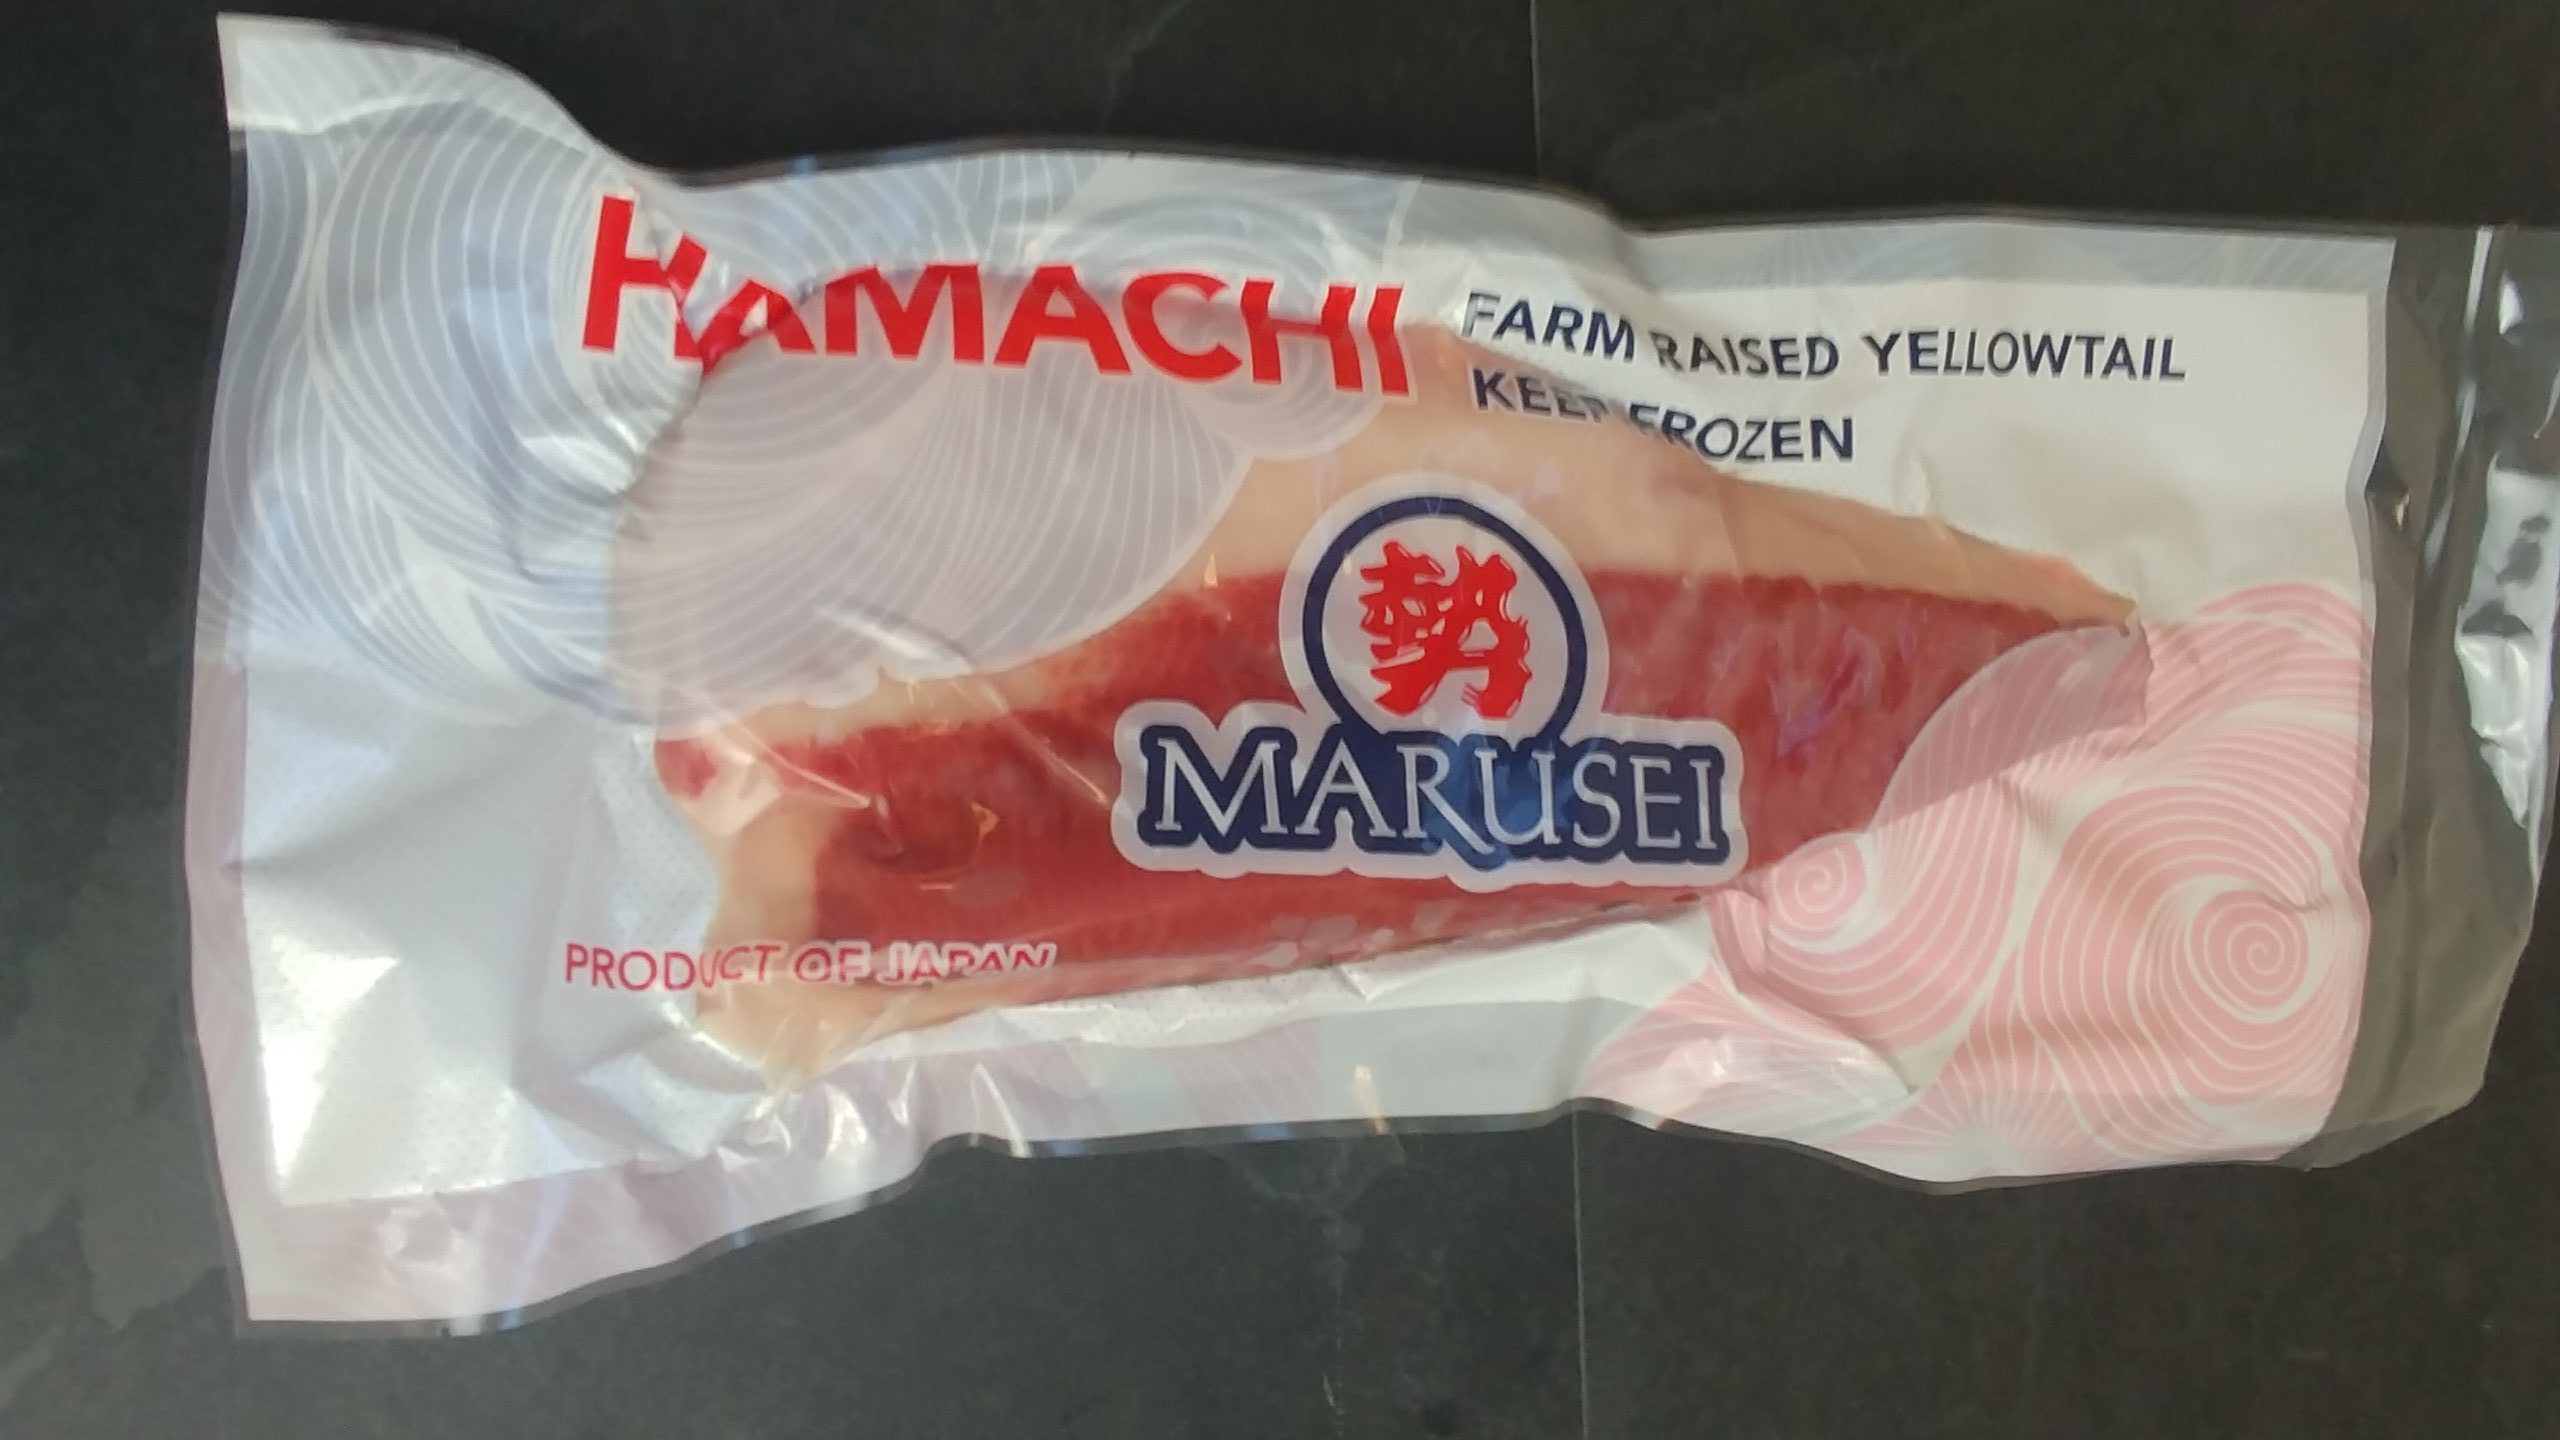 HAMACHI
FARM RAISED YELLOWTAIL
KEEP FROZEN
勢
MARUSEI
PRODUCT OF JAPAN